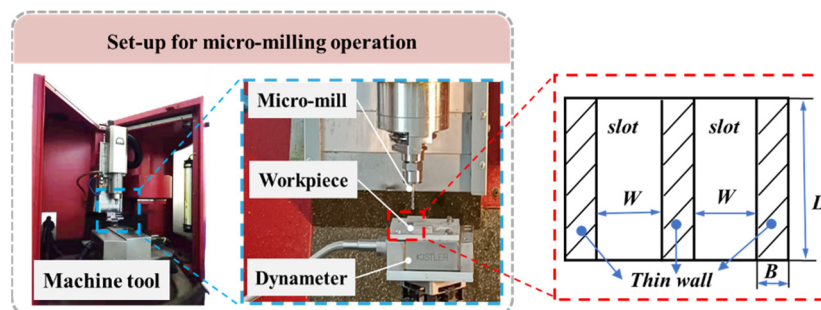 Set-up for micro-milling operation
Micro-mill
Workpiece
Dynameter
KISTLER
Machine tool
slot
slot
W
W
L
Thin wall
B